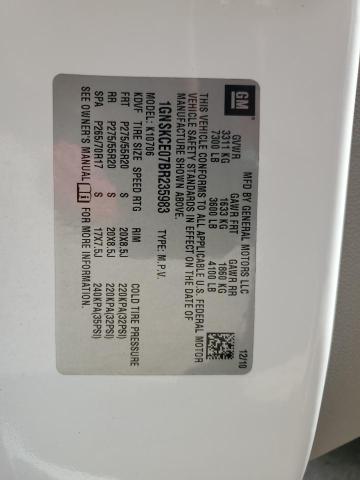 GM
MFD BY GENERAL MOTORS LLC
12/10
GVWR GAWR FRT GAWR RR
3311 KG 1633 KG 1860 KG
7300 LB 3600 LB 4100 LB
THIS VEHICLE CONFORMS TO ALL APPLICABLE U.S. FEDERAL MOTOR
VEHICLE SAFETY STANDARDS IN EFFECT ON THE DATE OF
MANUFACTURE SHOWN ABOVE.
1GNSKCE07BR235983 TYPE: M.P.V.
MODEL: K10706
KDVF TIRE SIZE SPEED RTG RIM COLD TIRE PRESSURE
FRT P275/55R20 S 20X8.5J 220KPA(32PSI)
RR P275/55R20 S 20X8.5J 220KPA(32PSI)
SPA P265/70R17 S 17X7.5J 240KPA(35PSI)
SEE OWNER'S MANUAL FOR MORE INFORMATION.